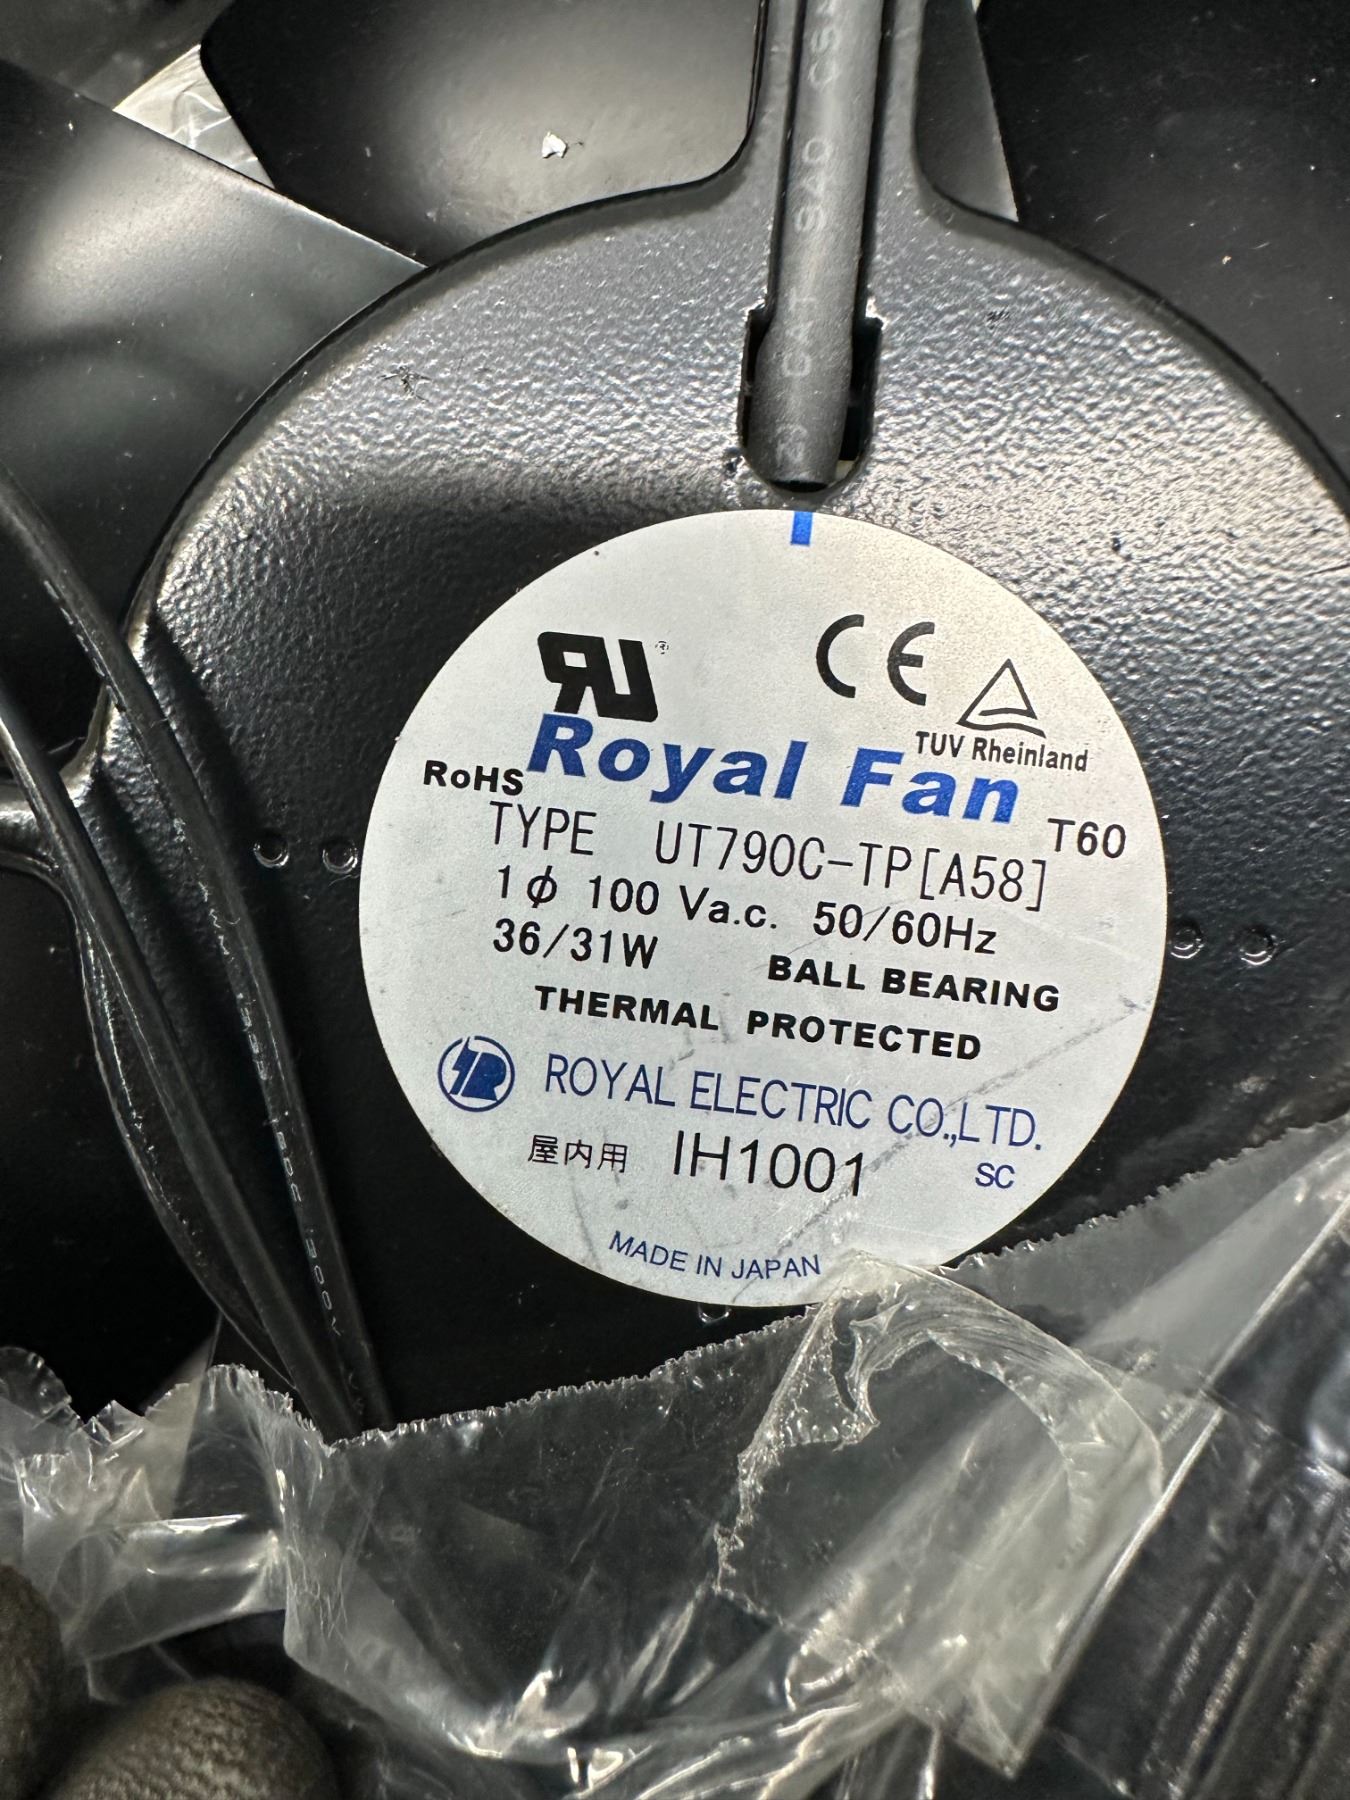 CE
TUV Rheinland
Royal Fan
RoHS
T60
TYPE UT790C-TP[A58]
1ϕ 100 Va.c. 50/60Hz
36/31W
BALL BEARING
THERMAL PROTECTED
ROYAL ELECTRIC CO.,LTD.
屋内用 IH1001 SC
MADE IN JAPAN